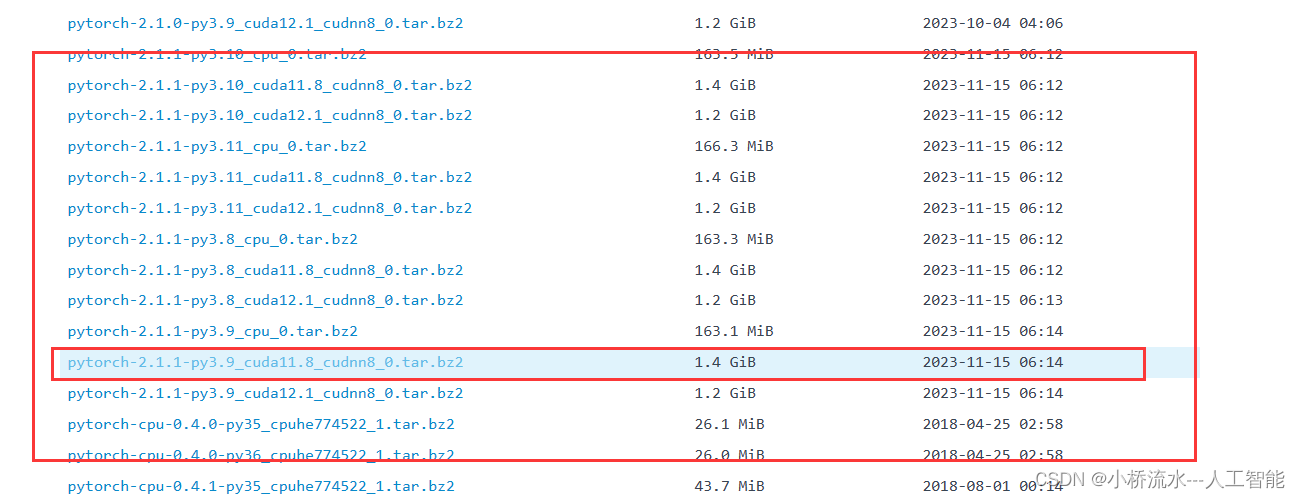 pytorch-2.1.0-py3.9_cuda12.1_cudnn8_0.tar.bz2 1.2 GiB 2023-10-04 04:06
pytorch-2.1.1-py3.10_cpu_0.tar.bz2 163.5 MiB 2023-11-15 06:12
pytorch-2.1.1-py3.10_cuda11.8_cudnn8_0.tar.bz2 1.4 GiB 2023-11-15 06:12
pytorch-2.1.1-py3.10_cuda12.1_cudnn8_0.tar.bz2 1.2 GiB 2023-11-15 06:12
pytorch-2.1.1-py3.11_cpu_0.tar.bz2 166.3 MiB 2023-11-15 06:12
pytorch-2.1.1-py3.11_cuda11.8_cudnn8_0.tar.bz2 1.4 GiB 2023-11-15 06:12
pytorch-2.1.1-py3.11_cuda12.1_cudnn8_0.tar.bz2 1.2 GiB 2023-11-15 06:12
pytorch-2.1.1-py3.8_cpu_0.tar.bz2 163.3 MiB 2023-11-15 06:12
pytorch-2.1.1-py3.8_cuda11.8_cudnn8_0.tar.bz2 1.4 GiB 2023-11-15 06:12
pytorch-2.1.1-py3.8_cuda12.1_cudnn8_0.tar.bz2 1.2 GiB 2023-11-15 06:13
pytorch-2.1.1-py3.9_cpu_0.tar.bz2 163.1 MiB 2023-11-15 06:14
pytorch-2.1.1-py3.9_cuda11.8_cudnn8_0.tar.bz2 1.4 GiB 2023-11-15 06:14
pytorch-2.1.1-py3.9_cuda12.1_cudnn8_0.tar.bz2 1.2 GiB 2023-11-15 06:14
pytorch-cpu-0.4.0-py35_cpuhe774522_1.tar.bz2 26.1 MiB 2018-04-25 02:58
pytorch-cpu-0.4.0-py36_cpuhe774522_1.tar.bz2 26.0 MiB 2018-04-25 02:58
pytorch-cpu-0.4.1-py35_cpuhe774522_1.tar.bz2 43.7 MiB 2018-08-01 00:14
CSDN @小桥流水---人工智能